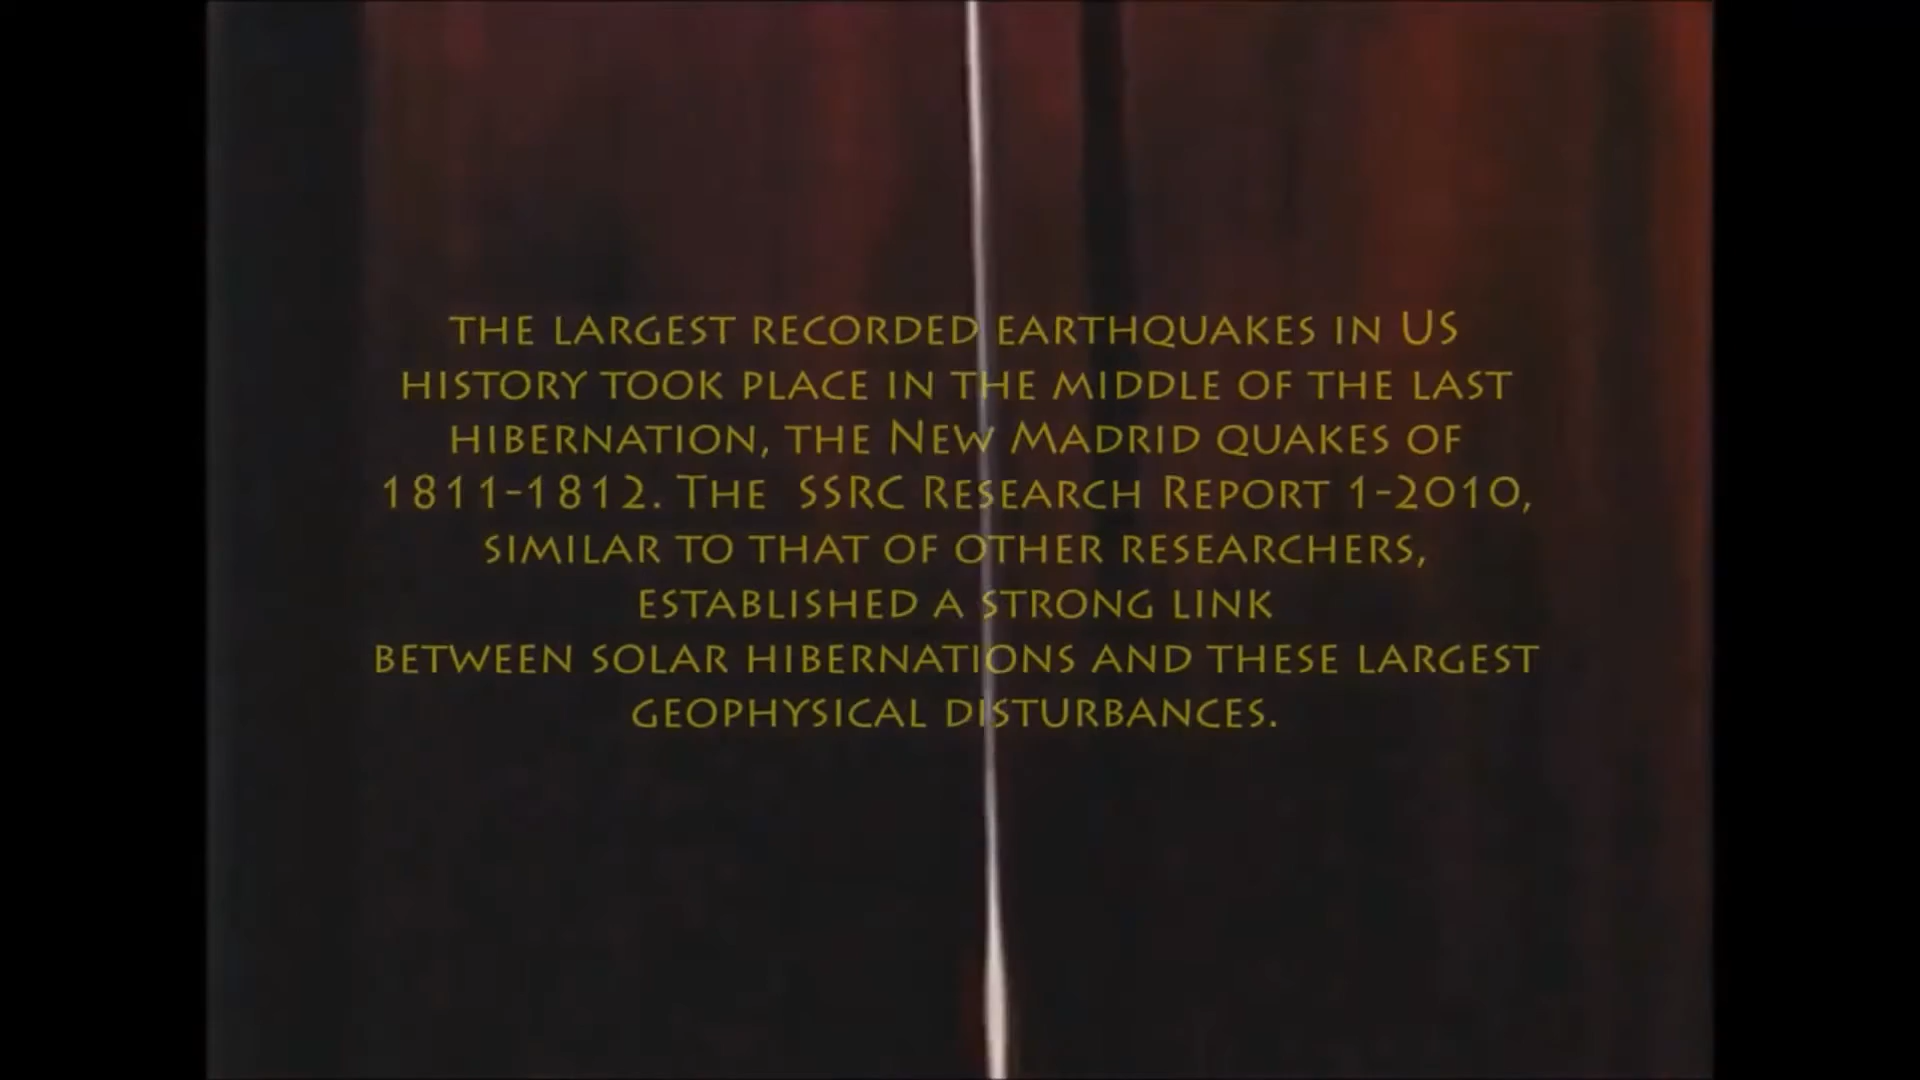 THE LARGEST RECORDED EARTHQUAKES IN US
HISTORY TOOK PLACE IN THE MIDDLE OF THE LAST
HIBERNATION, THE NEW MADRID QUAKES OF
1811-1812. THE  SSRC RESEARCH REPORT 1-2010,
SIMILAR TO THAT OF OTHER RESEARCHERS,
ESTABLISHED A STRONG LINK
BETWEEN SOLAR HIBERNATIONS AND THESE LARGEST
GEOPHYSICAL DISTURBANCES.